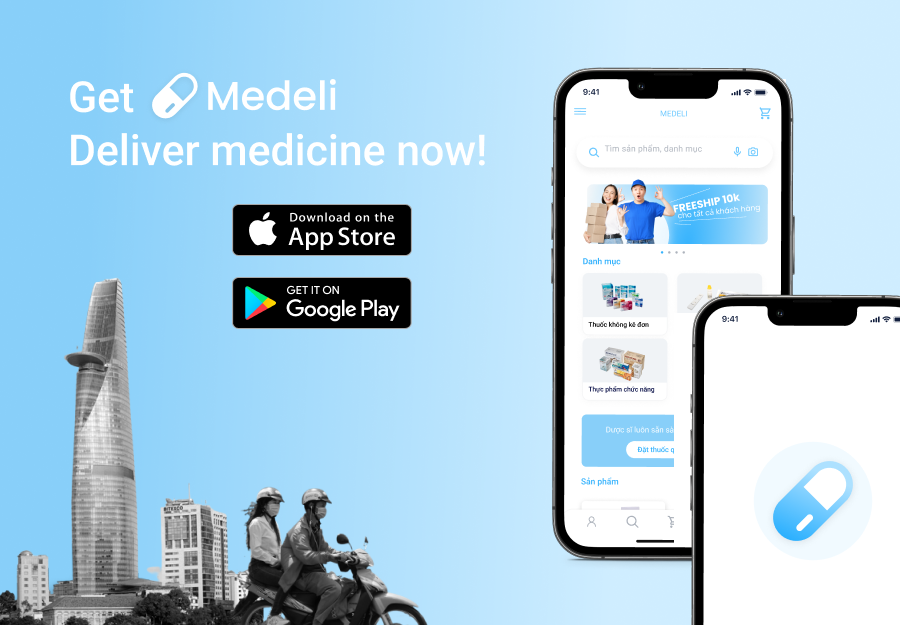 Get Medeli
Deliver medicine now!
Download on the
App Store
GET IT ON
Google Play
9:41
MEDELI
Tìm sản phẩm, danh mục
FREESHIP 10k
cho tất cả khách hàng
Danh mục
Thuốc không kê đơn
Thực phẩm chức năng
Dược sĩ luôn sẵn sà
Đặt thuốc q
Sản phẩm
9:41